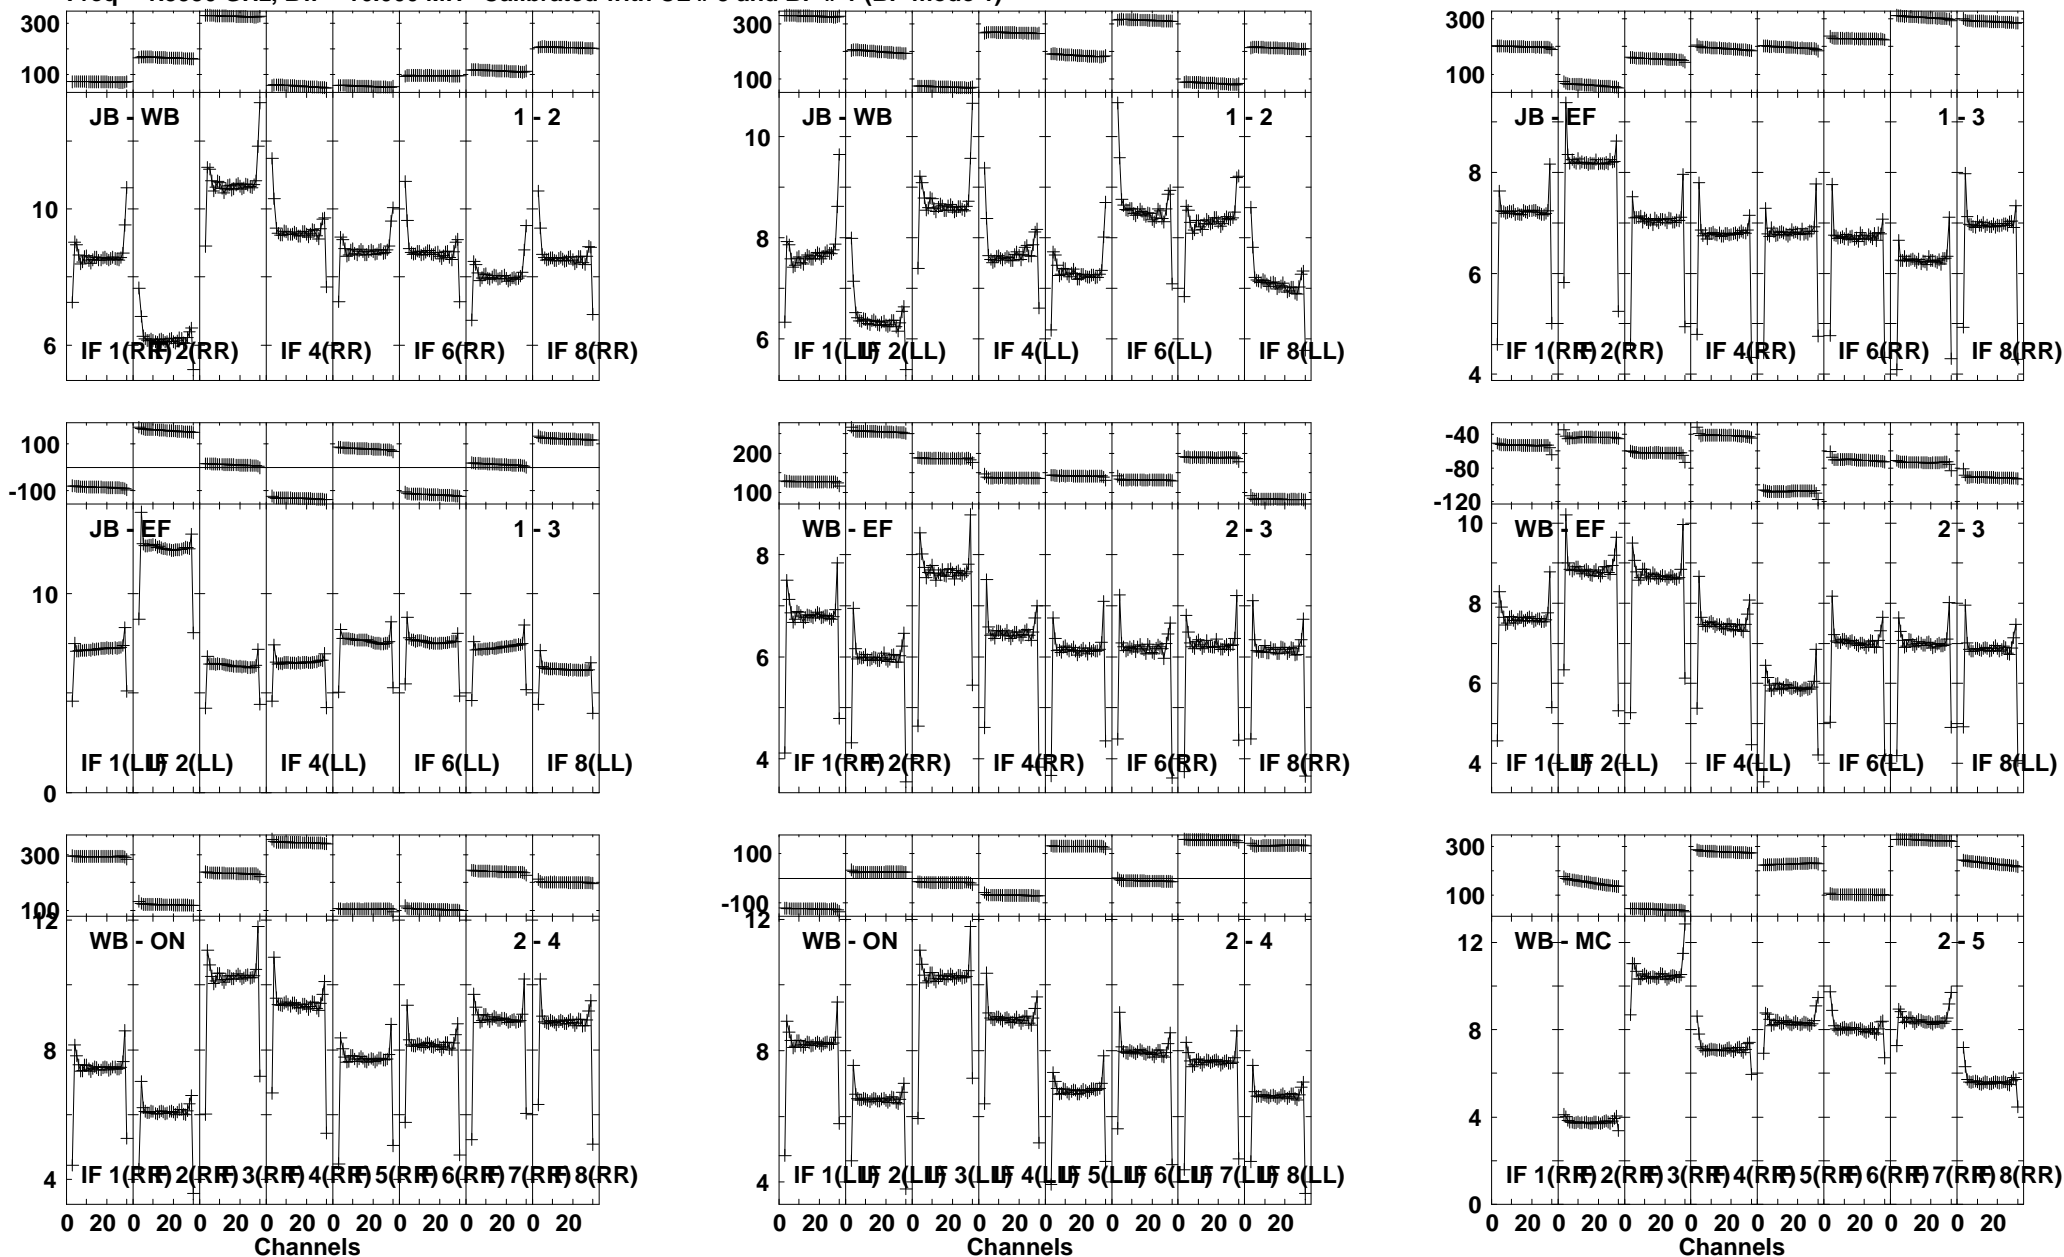 300
100
JB - WB 1 - 2
10
6
IF 1(RR) IF 2(RR) IF 4(RR) IF 6(RR) IF 8(RR)
300
100
JB - WB 1 - 2
10
8
6
IF 1(LL) IF 2(LL) IF 4(LL) IF 6(LL) IF 8(LL)
300
100
JB - EF 1 - 3
8
6
4
IF 1(RR) IF 2(RR) IF 4(RR) IF 6(RR) IF 8(RR)
100
-100
JB - EF 1 - 3
10
0
IF 1(LL) IF 2(LL) IF 4(LL) IF 6(LL) IF 8(LL)
200
100
WB - EF 2 - 3
8
6
4
IF 1(RR) IF 2(RR) IF 4(RR) IF 6(RR) IF 8(RR)
-40
-80
-120
WB - EF 2 - 3
10
8
6
4
IF 1(LL) IF 2(LL) IF 4(LL) IF 6(LL) IF 8(LL)
300
100
12
WB - ON 2 - 4
8
4
IF 1(RR) IF 2(RR) IF 3(RR) IF 4(RR) IF 5(RR) IF 6(RR) IF 7(RR) IF 8(RR)
0 20 0 20 0 20 0 20 0 20 0 20 0 20 0 20
Channels
100
-100
12
WB - ON 2 - 4
8
4
IF 1(LL) IF 2(LL) IF 3(LL) IF 4(LL) IF 5(LL) IF 6(LL) IF 7(LL) IF 8(LL)
0 20 0 20 0 20 0 20 0 20 0 20 0 20 0 20
Channels
300
100
WB - MC 2 - 5
12
8
4
0
IF 1(RR) IF 2(RR) IF 3(RR) IF 4(RR) IF 5(RR) IF 6(RR) IF 7(RR) IF 8(RR)
0 20 0 20 0 20 0 20 0 20 0 20 0 20 0 20
Channels